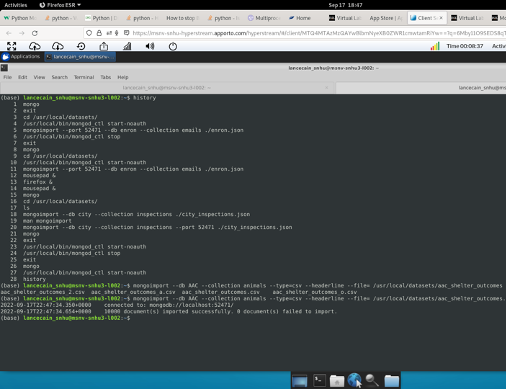 Activities Firefox ESR Sep 17 18:47
Python M python - python - Python [ python - How to stop Multiproc Home Virtual Lab App Store | Ap Client Virtual Lab Mes
https://msnv-snhu-hyperstream.apporto.com/hyperstream/#/client/
Time 00:08:37 Activ
Applications lancecain_snhu@msnv-
lancecain_snhu@msnv-snhu3-l002: ~
File Edit View Search Terminal Tabs Help
lancecain_snhu@msnv-snhu3-l002: ~ lancecain_snhu@ms
(base) lancecain_snhu@msnv-snhu3-l002:~$ history
1 mongo
2 exit
3 cd /usr/local/datasets/
4 /usr/local/bin/mongod_ctl start-noauth
5 mongoimport --port 52471 --db enron --collection emails ./enron.json
6 /usr/local/bin/mongod_ctl stop
7 exit
8 mongo
9 cd /usr/local/datasets/
10 /usr/local/bin/mongod_ctl start-noauth
11 mongoimport --port 52471 --db enron --collection emails ./enron.json
12 mousepad &
13 firefox &
14 mousepad &
15 mongo
16 cd /usr/local/datasets/
17 ls
18 mongoimport --db city --collection inspections ./city_inspections.json
19 man mongoimport
20 mongoimport --db city --collection inspections --port 52471 ./city_inspections.json
21 mongo
22 exit
23 /usr/local/bin/mongod_ctl start-noauth
24 /usr/local/bin/mongod_ctl stop
25 exit
26 mongo
27 /usr/local/bin/mongod_ctl start-noauth
28 history
(base) lancecain_snhu@msnv-snhu3-l002:~$ mongoimport --db AAC --collection animals --type=csv --headerline --file= /usr/local/datasets/aac_shelter_outcomes
aac_shelter_outcomes_2.csv aac_shelter_outcomes_a.csv aac_shelter_outcomes.csv aac_shelter_outcomes_o.csv
(base) lancecain_snhu@msnv-snhu3-l002:~$ mongoimport --db AAC --collection animals --type=csv --headerline --file= /usr/local/datasets/aac_shelter_outcomes.
2022-09-17T22:47:34.350+0000 connected to: mongodb://localhost:52471/
2022-09-17T22:47:34.654+0000 10000 document(s) imported successfully. 0 document(s) failed to import.
(base) lancecain_snhu@msnv-snhu3-l002:~$